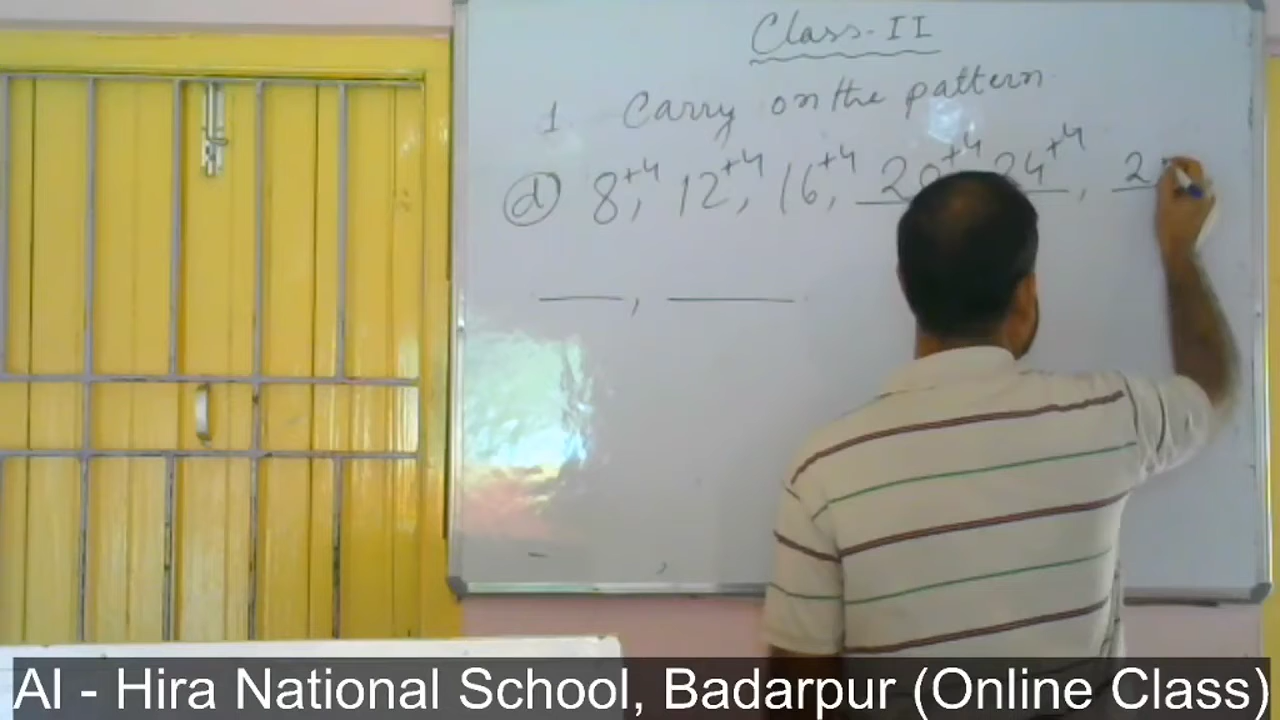 Class-II
1 Carry on the pattern
(d) 8+4, 12+4, 16+4, 20+4 24+4, 2
Al - Hira National School, Badarpur (Online Class)